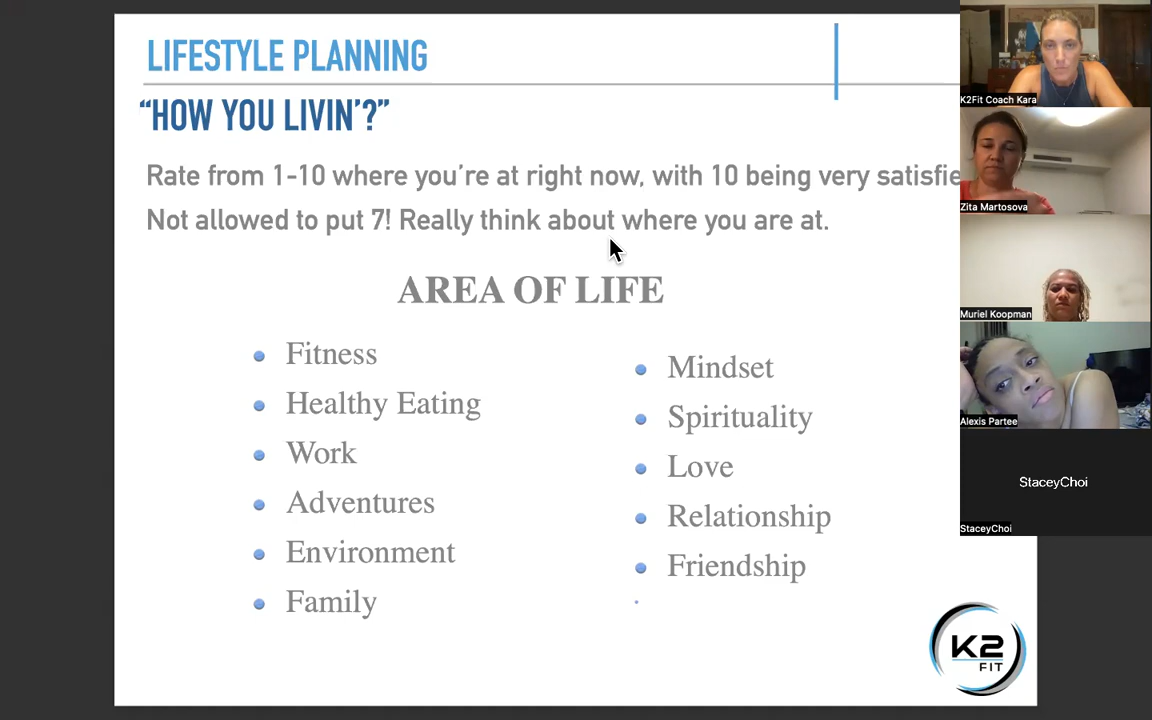 LIFESTYLE PLANNING
“HOW YOU LIVIN’?”
Rate from 1-10 where you’re at right now, with 10 being very satisfie
Not allowed to put 7! Really think about where you are at.
AREA OF LIFE
Fitness
Healthy Eating
Work
Adventures
Environment
Family
Mindset
Spirituality
Love
Relationship
Friendship
K2
FIT
K2Fit Coach Kara
Zita Martosova
Muriel Koopman
Alexis Partee
StaceyChoi
StaceyChoi